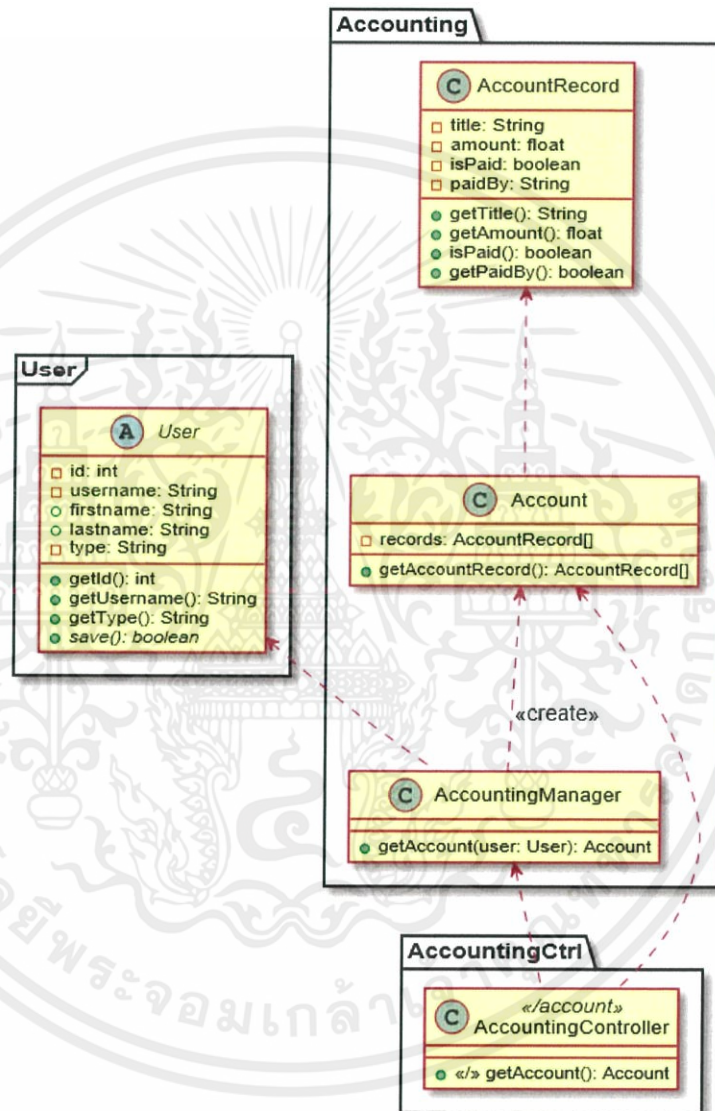 Accounting
C AccountRecord
title: String
amount: float
isPaid: boolean
paidBy: String
getTitle(): String
getAmount(): float
isPaid(): boolean
getPaidBy(): boolean
User
A User
id: int
username: String
firstname: String
lastname: String
type: String
getId(): int
getUsername(): String
getType(): String
save(): boolean
C Account
records: AccountRecord[]
getAccountRecord(): AccountRecord[]
«create»
C AccountingManager
getAccount(user: User): Account
AccountingCtrl
«/account»
C AccountingController
«/» getAccount(): Account